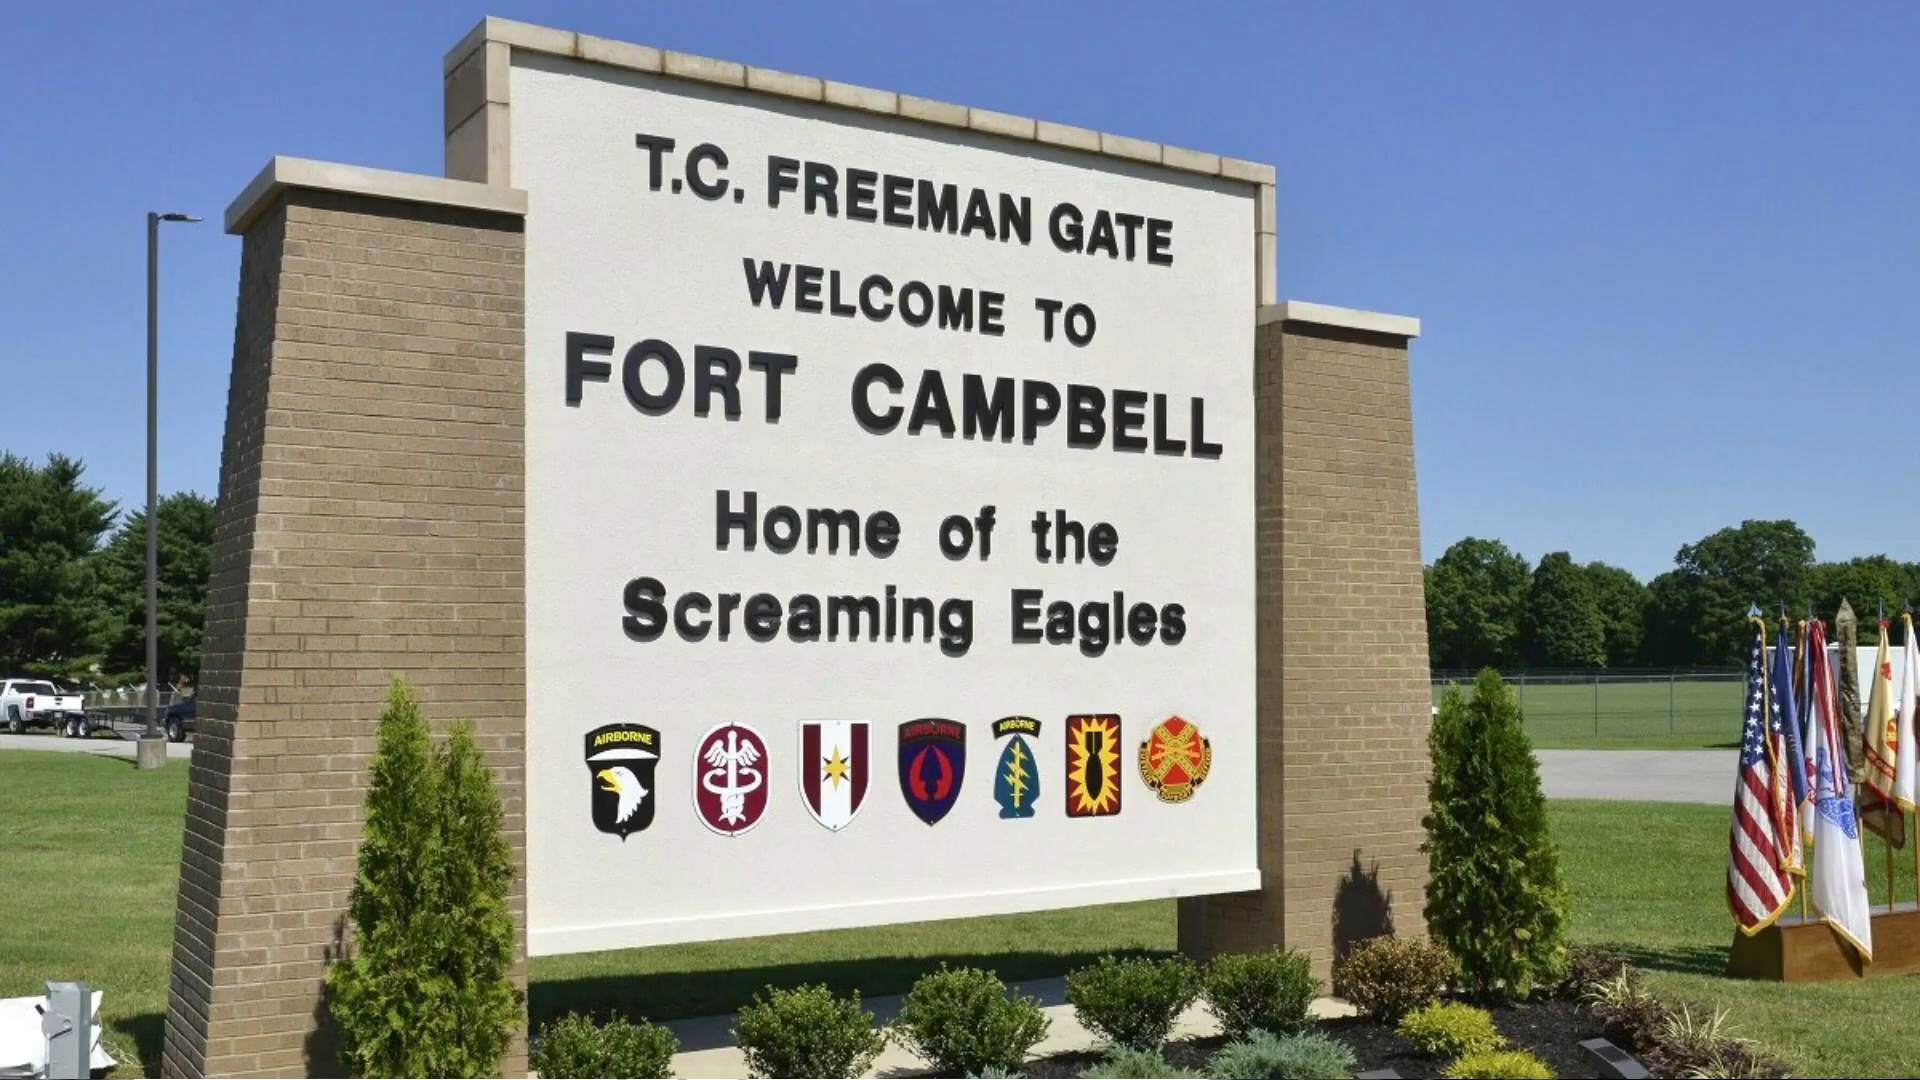 T.C. FREEMAN GATE
WELCOME TO
FORT CAMPBELL
Home of the
Screaming Eagles
AIRBORNE
AIRBORNE
AIRBORNE